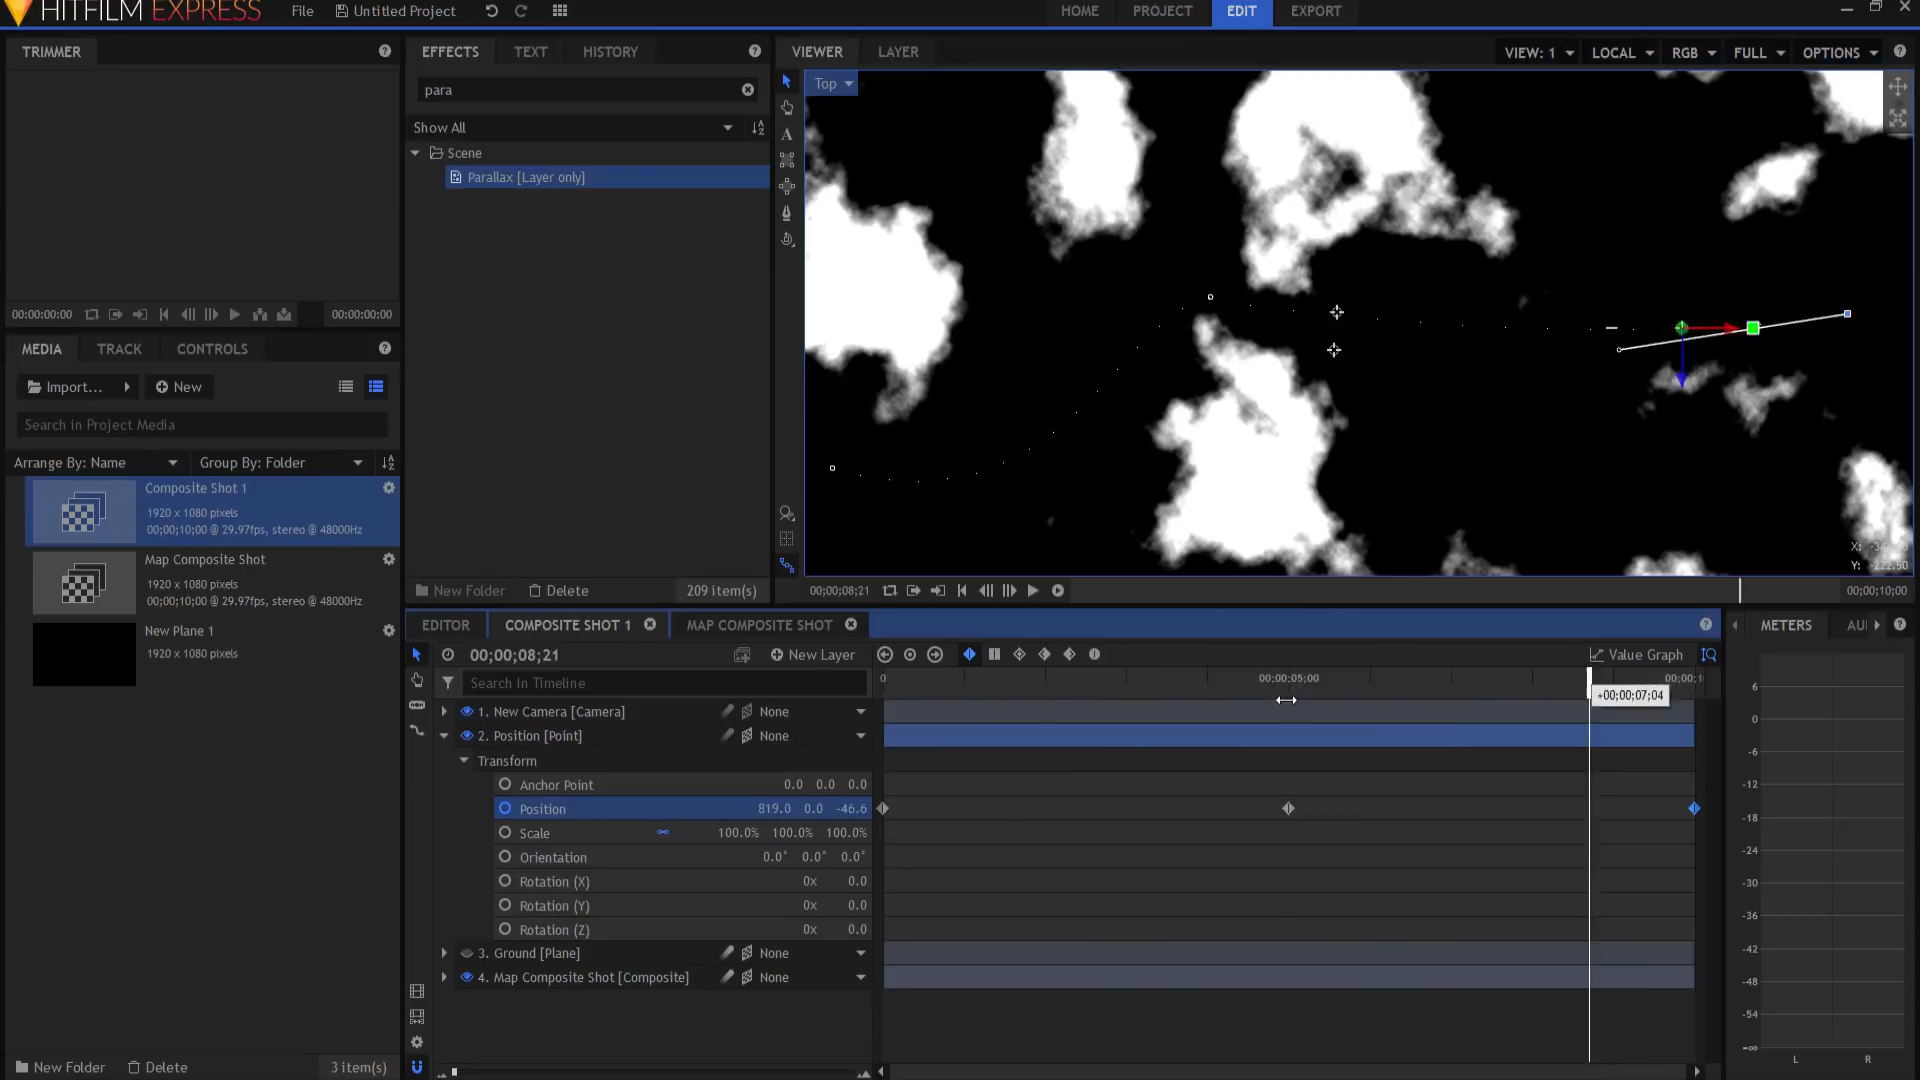 HITFILM EXPRESS File Untitled Project HOME PROJECT EDIT EXPORT
TRIMMER
EFFECTS TEXT HISTORY
VIEWER LAYER
VIEW: 1 LOCAL RGB FULL OPTIONS
para
Top
Show All
Scene
Parallax [Layer only]
00:00:00:00
00:00:00:00
MEDIA TRACK CONTROLS
Import... New
Search in Project Media
Arrange By: Name Group By: Folder
Composite Shot 1
1920 x 1080 pixels
00;00;10;00 @ 29.97fps, stereo @ 48000Hz
Map Composite Shot
1920 x 1080 pixels
00;00;10;00 @ 29.97fps, stereo @ 48000Hz
New Plane 1
1920 x 1080 pixels
New Folder Delete 3 item(s)
New Folder Delete 209 item(s)
X:
Y: -222.50
00;00;08;21
00;00;10;00
EDITOR COMPOSITE SHOT 1 MAP COMPOSITE SHOT
00;00;08;21 New Layer
Value Graph
Search in Timeline
0 00:00:05:00 00:00:10
+00;00;07;04
1. New Camera [Camera] None
2. Position [Point] None
Transform
Anchor Point 0.0 0.0 0.0
Position 819.0 0.0 -46.6
Scale 100.0% 100.0% 100.0%
Orientation 0.0° 0.0° 0.0°
Rotation (X) 0x 0.0
Rotation (Y) 0x 0.0
Rotation (Z) 0x 0.0
3. Ground [Plane] None
4. Map Composite Shot [Composite] None
METERS AU
6
0
-6
-12
-18
-24
-30
-36
-42
-48
-54
-∞
L R